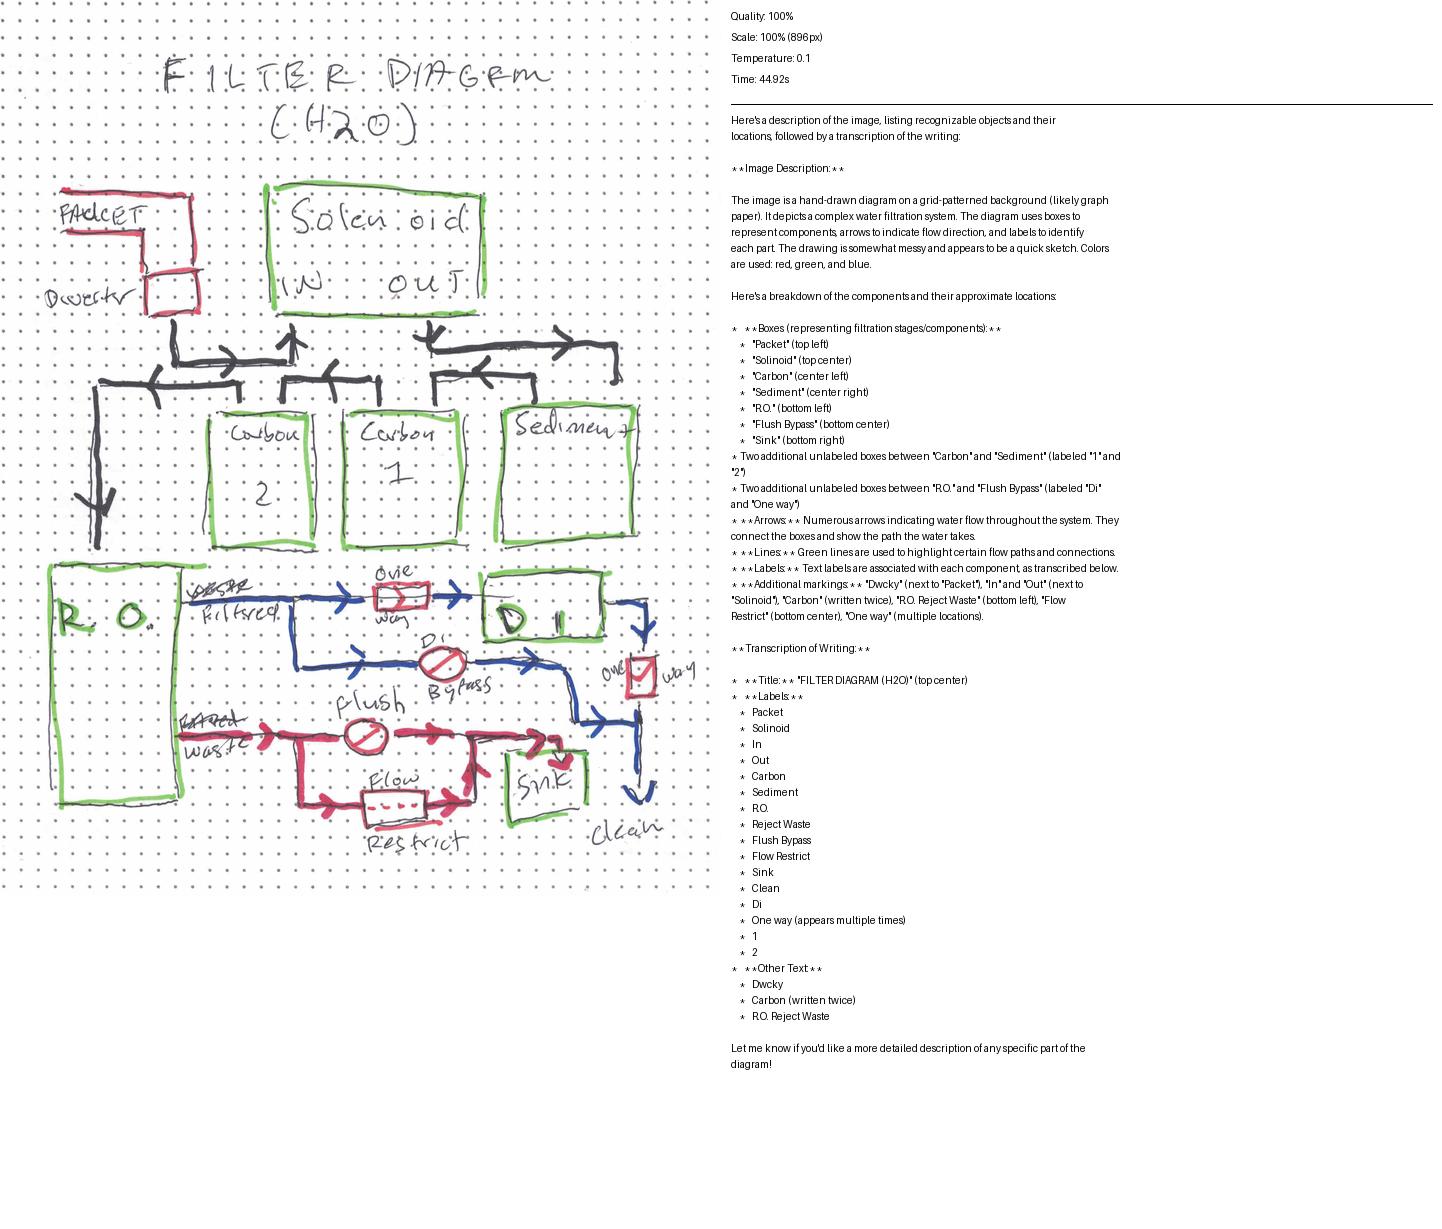 FILTER DIAGRM
(H2O)
FAUCET
Solenoid
IN OUT
Diverter
Carbon
2
Carbon
1
Sediment
R. O.
waste
Filtered
one
way
D I
Di
Bypass
one way
Flush
Filtered
waste
Flow
Restrict
Sink
Clean
Quality: 100%
Scale: 100% (896px)
Temperature: 0.1
Time: 44.92s
Here's a description of the image, listing recognizable objects and their
locations, followed by a transcription of the writing:
**Image Description:**
The image is a hand-drawn diagram on a grid-patterned background (likely graph
paper). It depicts a complex water filtration system. The diagram uses boxes to
represent components, arrows to indicate flow direction, and labels to identify
each part. The drawing is somewhat messy and appears to be a quick sketch. Colors
are used: red, green, and blue.
Here's a breakdown of the components and their approximate locations:
* **Boxes (representing filtration stages/components):**
* "Packet" (top left)
* "Solinoid" (top center)
* "Carbon" (center left)
* "Sediment" (center right)
* "R.O." (bottom left)
* "Flush Bypass" (bottom center)
* "Sink" (bottom right)
* Two additional unlabeled boxes between "Carbon" and "Sediment" (labeled "1" and
"2")
* Two additional unlabeled boxes between "R.O." and "Flush Bypass" (labeled "Di"
and "One way")
* **Arrows:** Numerous arrows indicating water flow throughout the system. They
connect the boxes and show the path the water takes.
* **Lines:** Green lines are used to highlight certain flow paths and connections.
* **Labels:** Text labels are associated with each component, as transcribed below.
* **Additional markings:** "Dwcky" (next to "Packet"), "In" and "Out" (next to
"Solinoid"), "Carbon" (written twice), "R.O. Reject Waste" (bottom left), "Flow
Restrict" (bottom center), "One way" (multiple locations).
**Transcription of Writing:**
* **Title:** "FILTER DIAGRAM (H2O)" (top center)
* **Labels:**
* Packet
* Solinoid
* In
* Out
* Carbon
* Sediment
* R.O.
* Reject Waste
* Flush Bypass
* Flow Restrict
* Sink
* Clean
* Di
* One way (appears multiple times)
* 1
* 2
* **Other Text:**
* Dwcky
* Carbon (written twice)
* R.O. Reject Waste
Let me know if you'd like a more detailed description of any specific part of the
diagram!